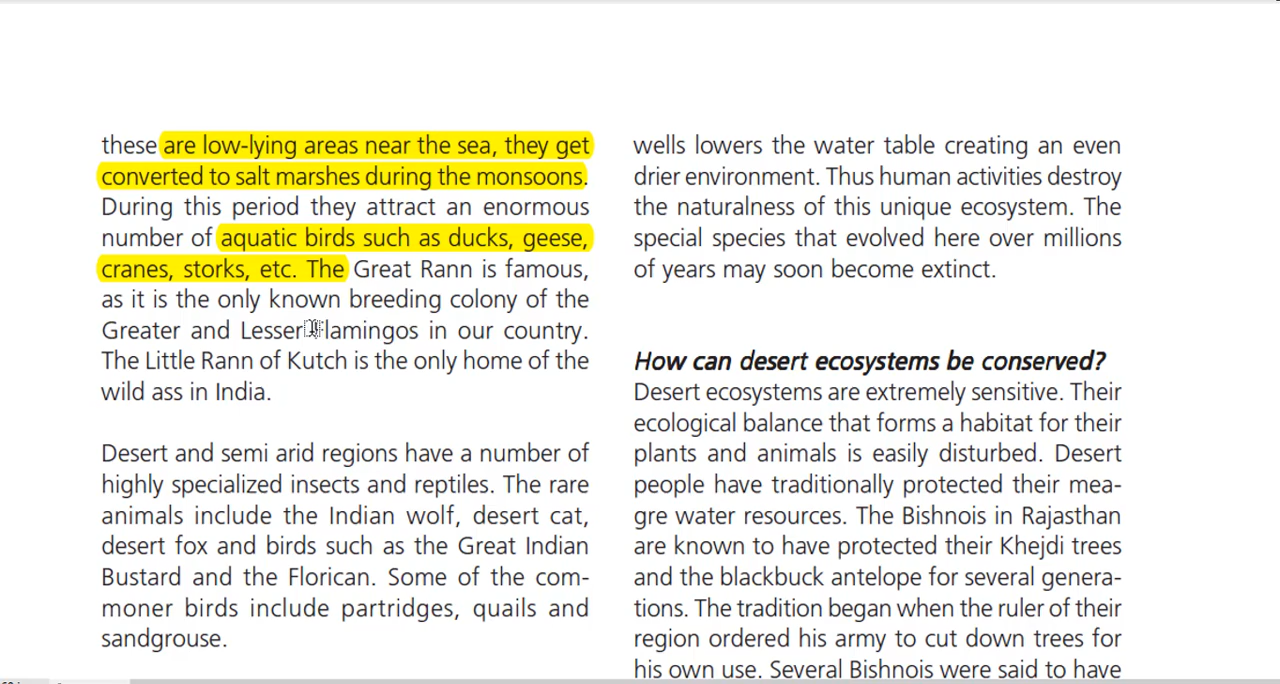 these are low-lying areas near the sea, they get
converted to salt marshes during the monsoons.
During this period they attract an enormous
number of aquatic birds such as ducks, geese,
cranes, storks, etc. The Great Rann is famous,
as it is the only known breeding colony of the
Greater and Lesser Flamingos in our country.
The Little Rann of Kutch is the only home of the
wild ass in India.
Desert and semi arid regions have a number of
highly specialized insects and reptiles. The rare
animals include the Indian wolf, desert cat,
desert fox and birds such as the Great Indian
Bustard and the Florican. Some of the com-
moner birds include partridges, quails and
sandgrouse.
wells lowers the water table creating an even
drier environment. Thus human activities destroy
the naturalness of this unique ecosystem. The
special species that evolved here over millions
of years may soon become extinct.
How can desert ecosystems be conserved?
Desert ecosystems are extremely sensitive. Their
ecological balance that forms a habitat for their
plants and animals is easily disturbed. Desert
people have traditionally protected their mea-
gre water resources. The Bishnois in Rajasthan
are known to have protected their Khejdi trees
and the blackbuck antelope for several genera-
tions. The tradition began when the ruler of their
region ordered his army to cut down trees for
his own use. Several Bishnois were said to have